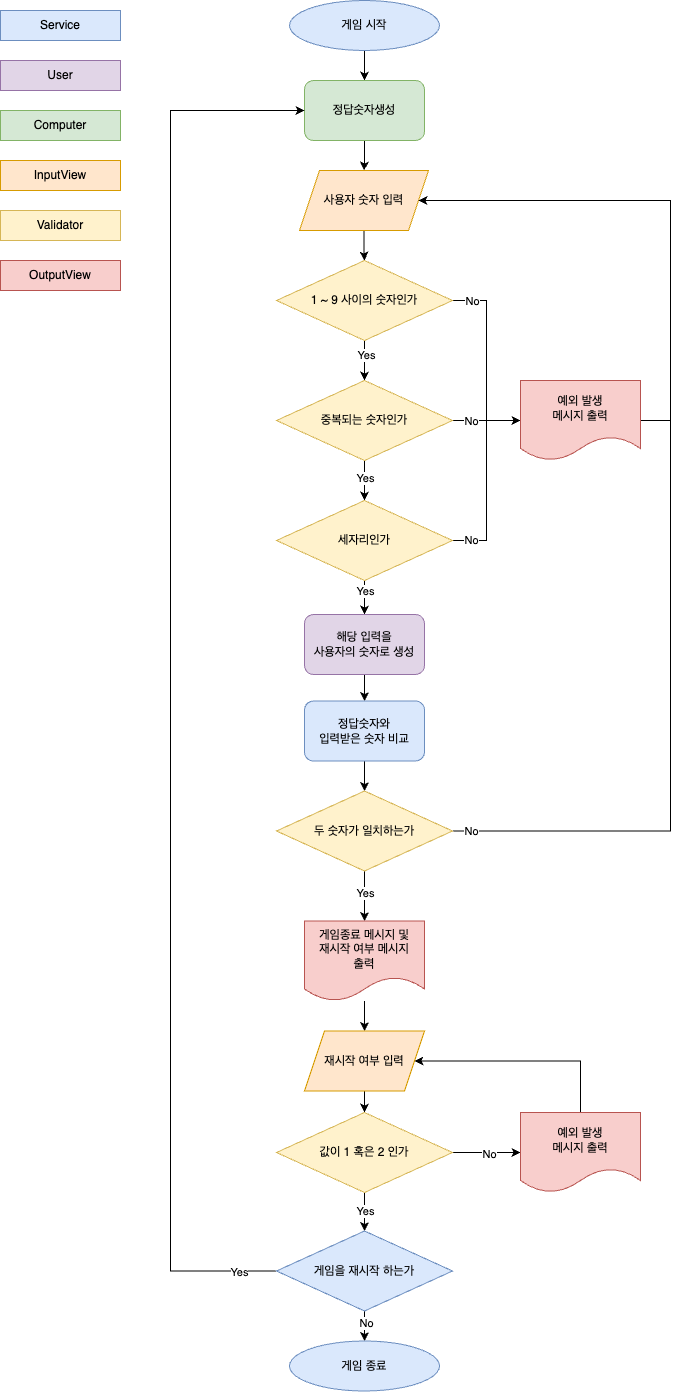 Service
User
Computer
InputView
Validator
OutputView
게임 시작
정답숫자생성
사용자 숫자 입력
1 ~ 9 사이의 숫자인가
No
Yes
중복되는 숫자인가
No
예외 발생
메시지 출력
Yes
세자리인가
No
Yes
해당 입력을
사용자의 숫자로 생성
정답숫자와
입력받은 숫자 비교
두 숫자가 일치하는가
No
Yes
게임종료 메시지 및
재시작 여부 메시지
출력
재시작 여부 입력
값이 1 혹은 2 인가
No
예외 발생
메시지 출력
Yes
게임을 재시작 하는가
Yes
No
게임 종료